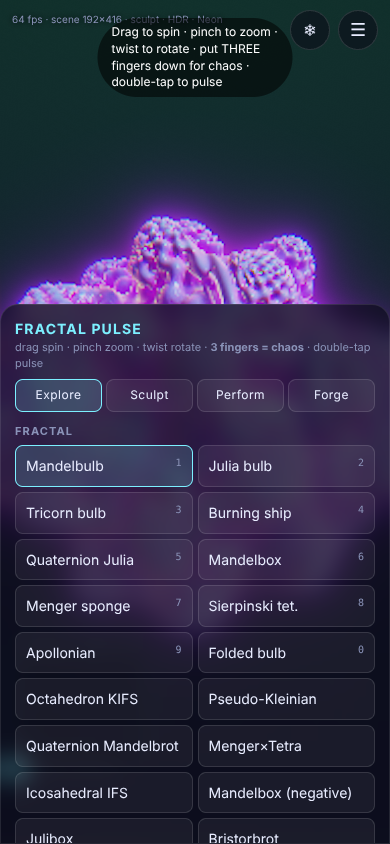 64 fps · scene 192×416 · sculpt · HDR · Neon
Drag to spin · pinch to zoom ·
twist to rotate · put THREE
fingers down for chaos ·
double-tap to pulse
FRACTAL PULSE
drag spin · pinch zoom · twist rotate · 3 fingers = chaos · double-tap
pulse
Explore Sculpt Perform Forge
FRACTAL
Mandelbulb 1 Julia bulb 2
Tricorn bulb 3 Burning ship 4
Quaternion Julia 5 Mandelbox 6
Menger sponge 7 Sierpinski tet. 8
Apollonian 9 Folded bulb 0
Octahedron KIFS Pseudo-Kleinian
Quaternion Mandelbrot Menger×Tetra
Icosahedral IFS Mandelbox (negative)
Julibox Bristorbrot